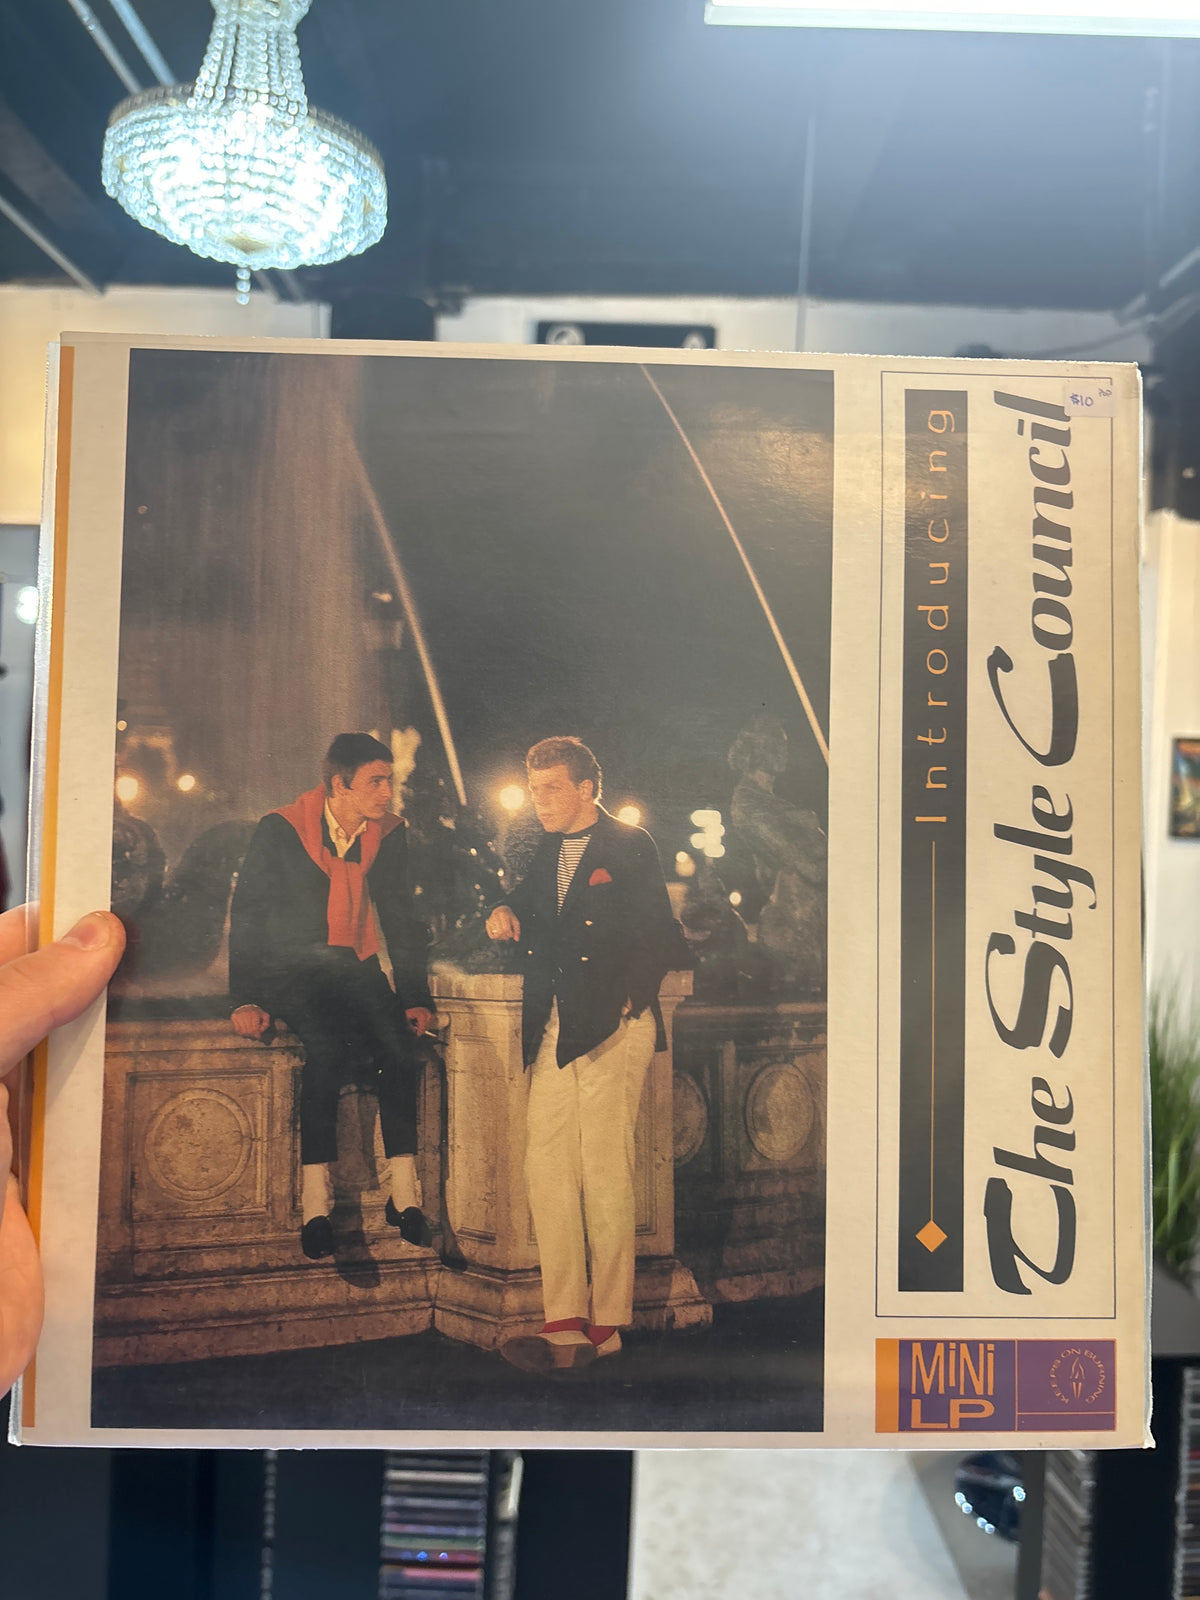 Introducing
The Style Council
$10
MiNi
LP
KEEPS ON BURNING